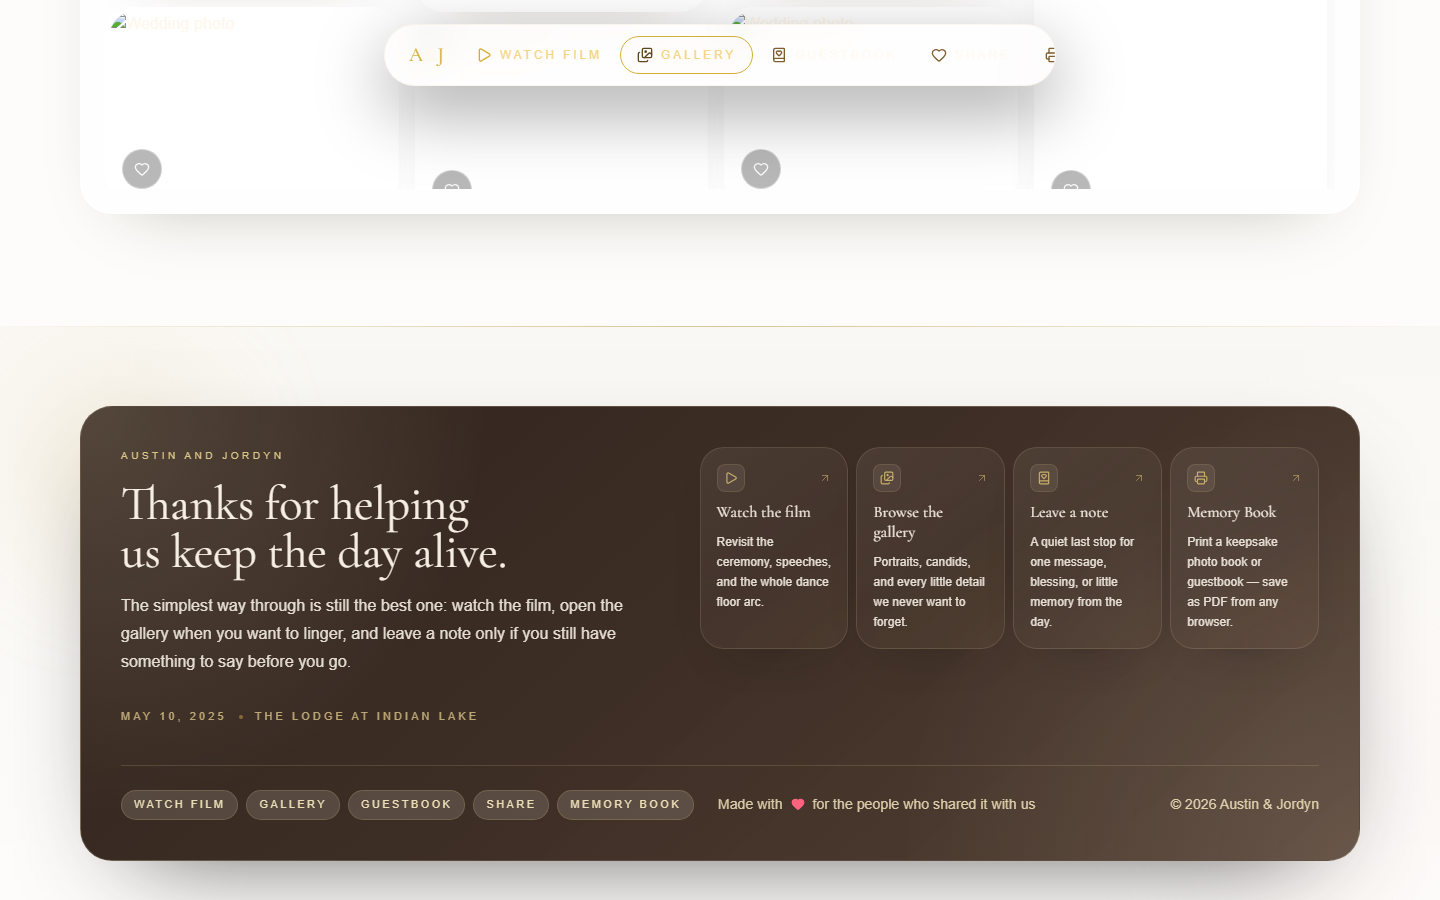 Wedding photo
Wedding photo
A J WATCH FILM GALLERY GUESTBOOK SHARE
AUSTIN AND JORDYN
Thanks for helping
us keep the day alive.
The simplest way through is still the best one: watch the film, open the
gallery when you want to linger, and leave a note only if you still have
something to say before you go.
MAY 10, 2025 • THE LODGE AT INDIAN LAKE
Watch the film
Revisit the
ceremony, speeches,
and the whole dance
floor arc.
Browse the
gallery
Portraits, candids,
and every little detail
we never want to
forget.
Leave a note
A quiet last stop for
one message,
blessing, or little
memory from the
day.
Memory Book
Print a keepsake
photo book or
guestbook — save
as PDF from any
browser.
WATCH FILM GALLERY GUESTBOOK SHARE MEMORY BOOK
Made with ♥ for the people who shared it with us
© 2026 Austin & Jordyn